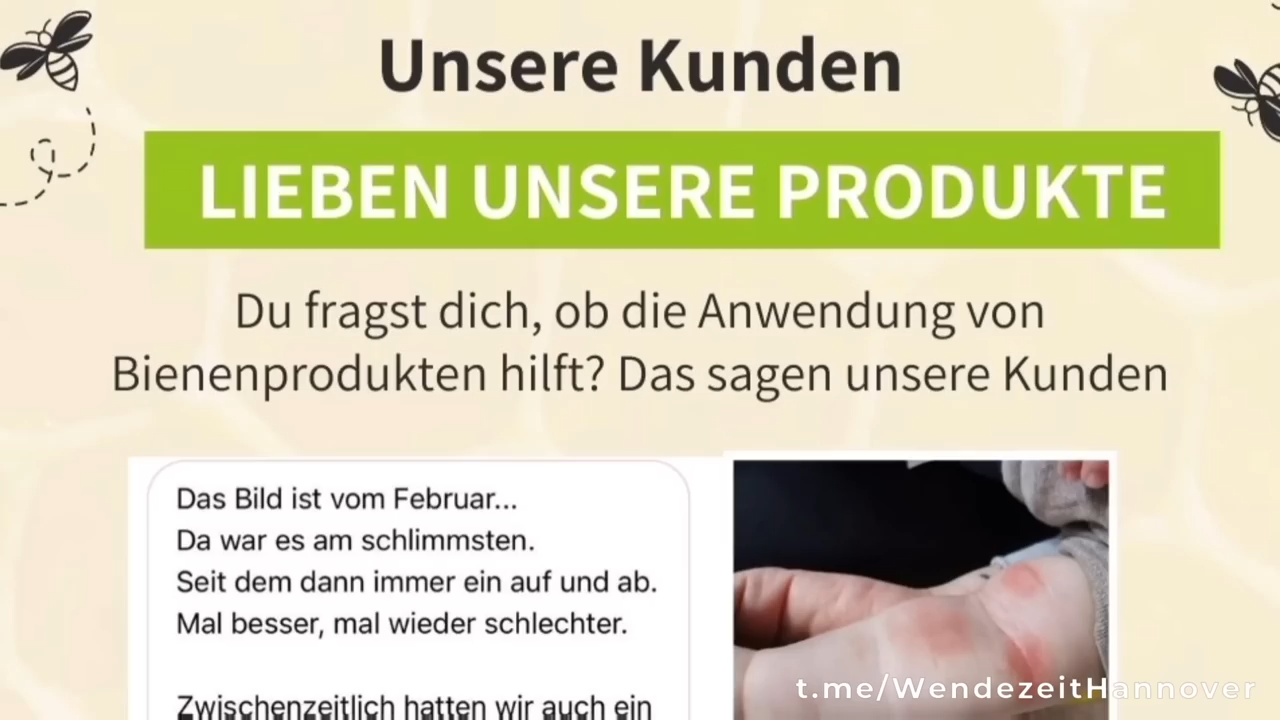 Unsere Kunden
LIEBEN UNSERE PRODUKTE
Du fragst dich, ob die Anwendung von
Bienenprodukten hilft? Das sagen unsere Kunden
Das Bild ist vom Februar...
Da war es am schlimmsten.
Seit dem dann immer ein auf und ab.
Mal besser, mal wieder schlechter.
Zwischenzeitlich hatten wir auch ein
t.me/WendezeitHannover